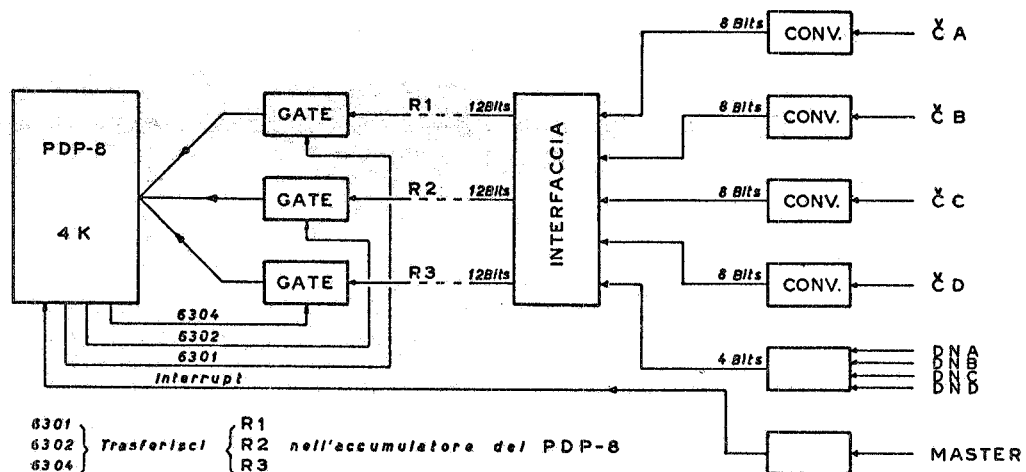 8 Bits
CONV.
Č A
PDP-8
4 K
GATE
R1
12Bits
INTERFACCIA
8 Bits
CONV.
Č B
GATE
R2
12Bits
8 Bits
CONV.
Č C
GATE
R3
12Bits
8 Bits
CONV.
Č D
6304
6302
6301
Interrupt
4 Bits
DNA
DNB
DNC
DND
MASTER
6301 R1
6302 Trasferisci R2 nell'accumulatore del PDP-8
6304 R3